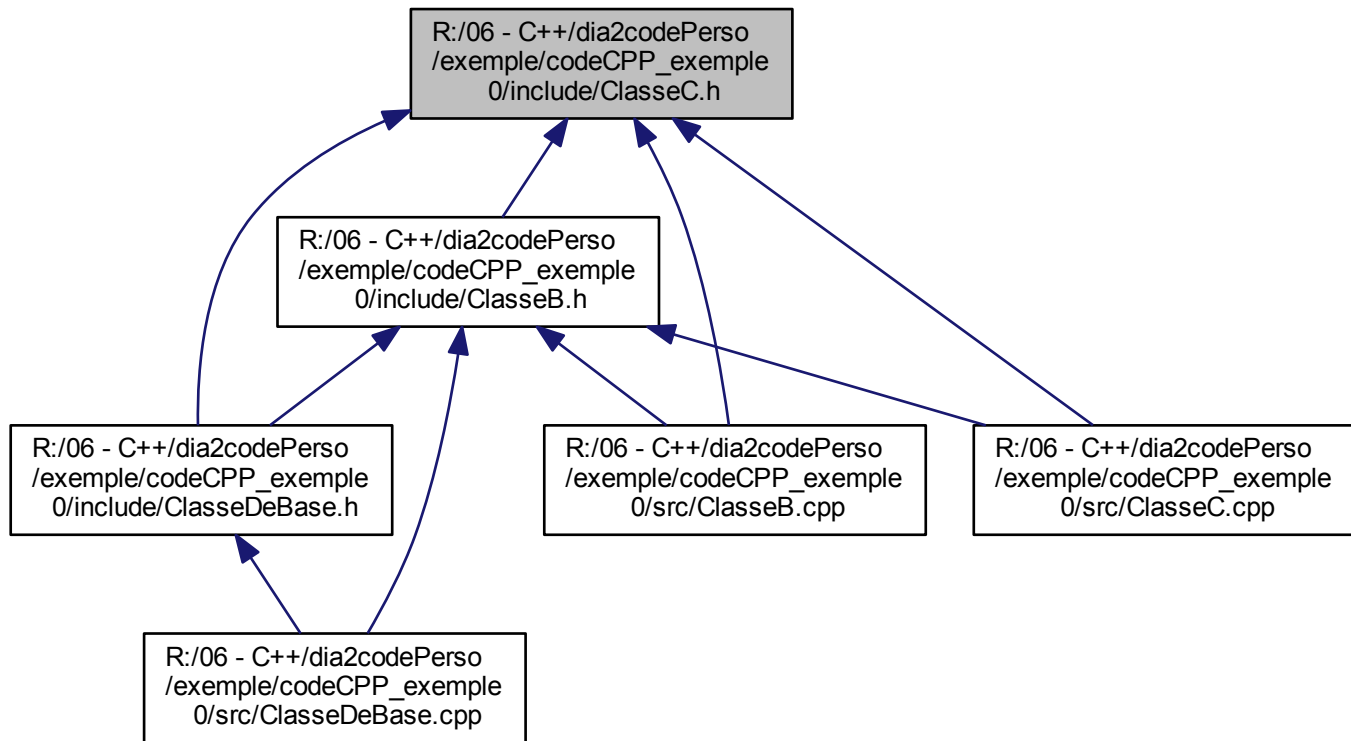 R:/06 - C++/dia2codePerso
/exemple/codeCPP_exemple
0/include/ClasseC.h
R:/06 - C++/dia2codePerso
/exemple/codeCPP_exemple
0/include/ClasseB.h
R:/06 - C++/dia2codePerso
/exemple/codeCPP_exemple
0/include/ClasseDeBase.h
R:/06 - C++/dia2codePerso
/exemple/codeCPP_exemple
0/src/ClasseB.cpp
R:/06 - C++/dia2codePerso
/exemple/codeCPP_exemple
0/src/ClasseC.cpp
R:/06 - C++/dia2codePerso
/exemple/codeCPP_exemple
0/src/ClasseDeBase.cpp